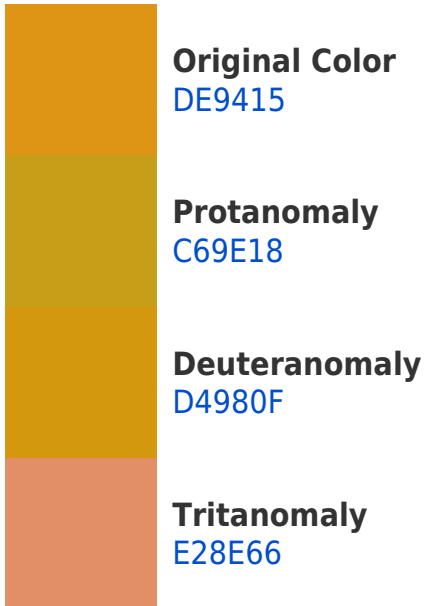 Original Color
DE9415
Protanomaly
C69E18
Deuteranomaly
D4980F
Tritanomaly
E28E66